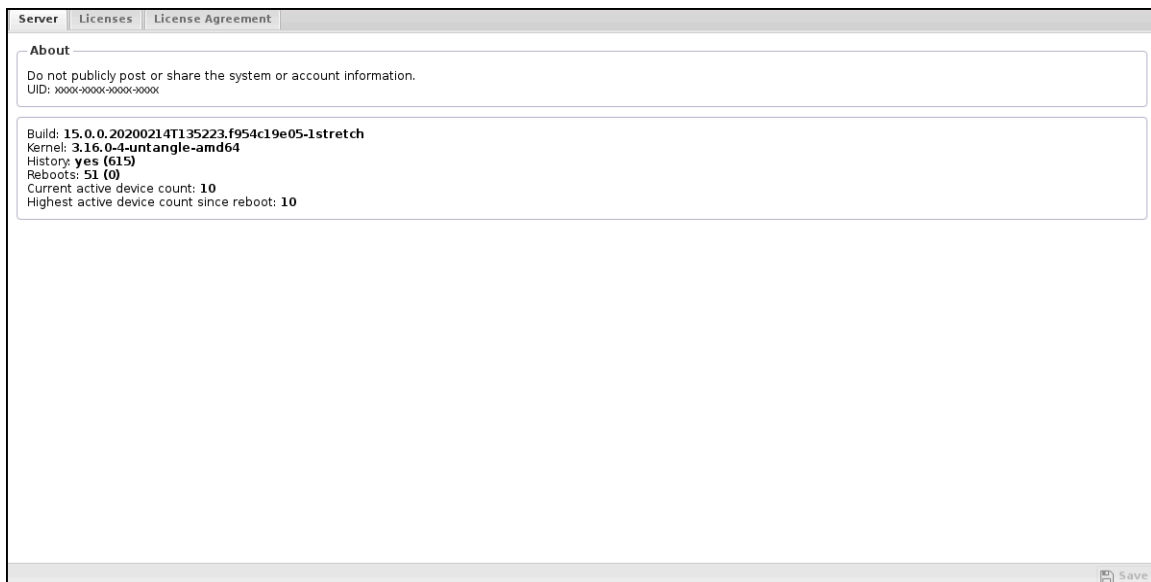 Server Licenses License Agreement
About
Do not publicly post or share the system or account information.
UID: xxxx-xxxx-xxxx-xxxx
Build: 15.0.0.20200214T135223.f954c19e05-1stretch
Kernel: 3.16.0-4-untangle-amd64
History: yes (615)
Reboots: 51 (0)
Current active device count: 10
Highest active device count since reboot: 10
Save